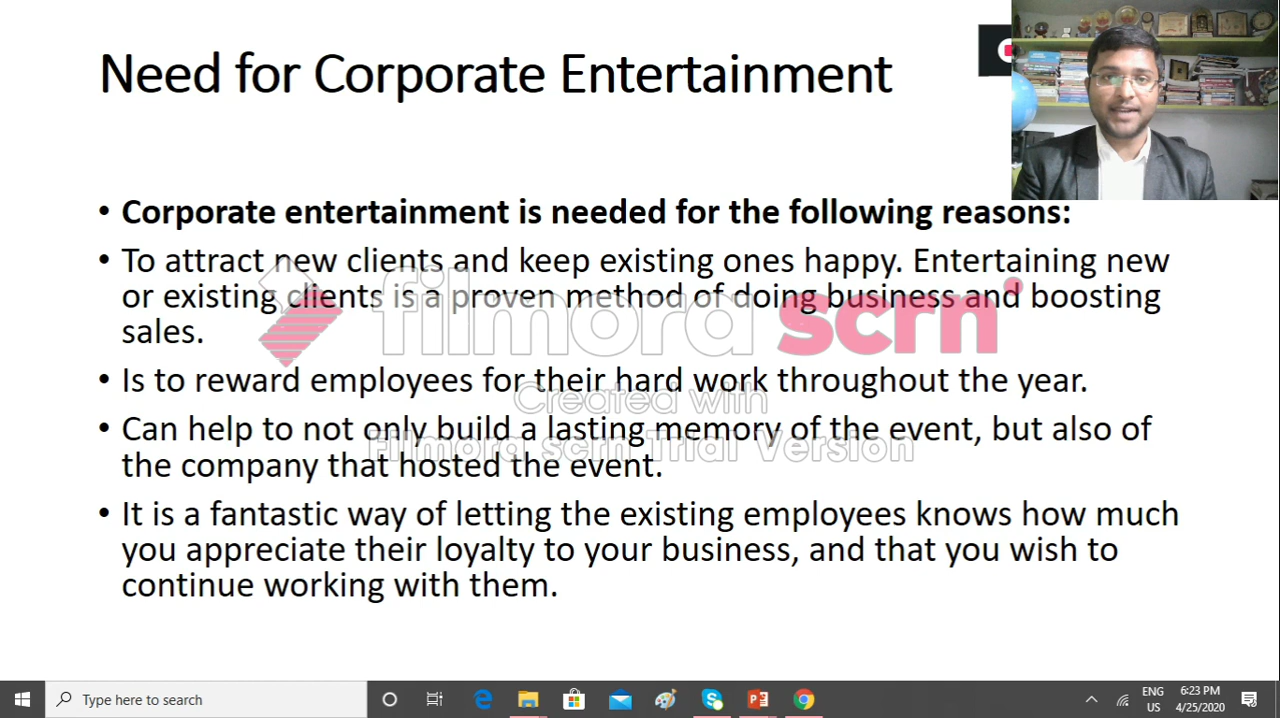 Need for Corporate Entertainment
• Corporate entertainment is needed for the following reasons:
• To attract new clients and keep existing ones happy. Entertaining new
or existing clients is a proven method of doing business and boosting
sales.
• Is to reward employees for their hard work throughout the year.
• Can help to not only build a lasting memory of the event, but also of
the company that hosted the event.
• It is a fantastic way of letting the existing employees knows how much
you appreciate their loyalty to your business, and that you wish to
continue working with them.
filmora scrn
Created with
Filmora scrn Trial Version
Type here to search
ENG
US
6:23 PM
4/25/2020